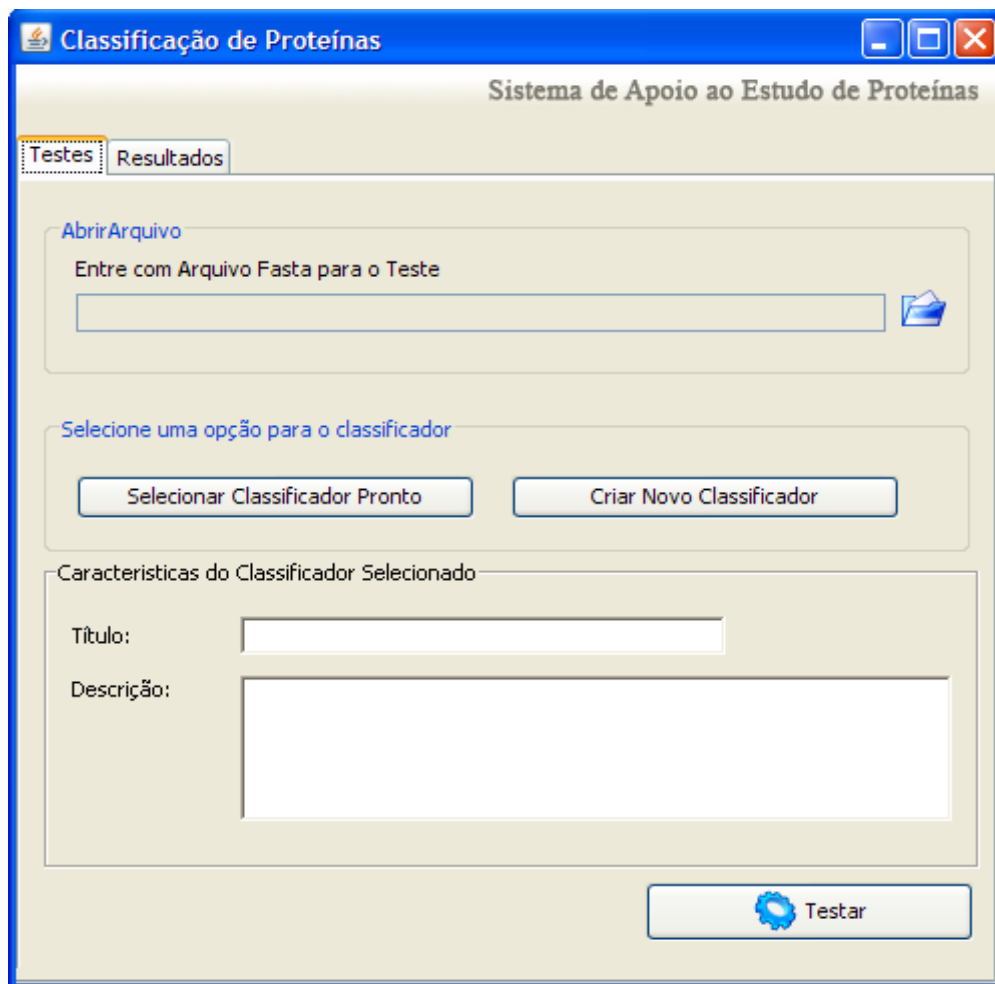 Classificação de Proteínas
Sistema de Apoio ao Estudo de Proteínas
Testes Resultados
AbrirArquivo
Entre com Arquivo Fasta para o Teste
Selecione uma opção para o classificador
Selecionar Classificador Pronto Criar Novo Classificador
Caracteristicas do Classificador Selecionado
Título:
Descrição:
Testar